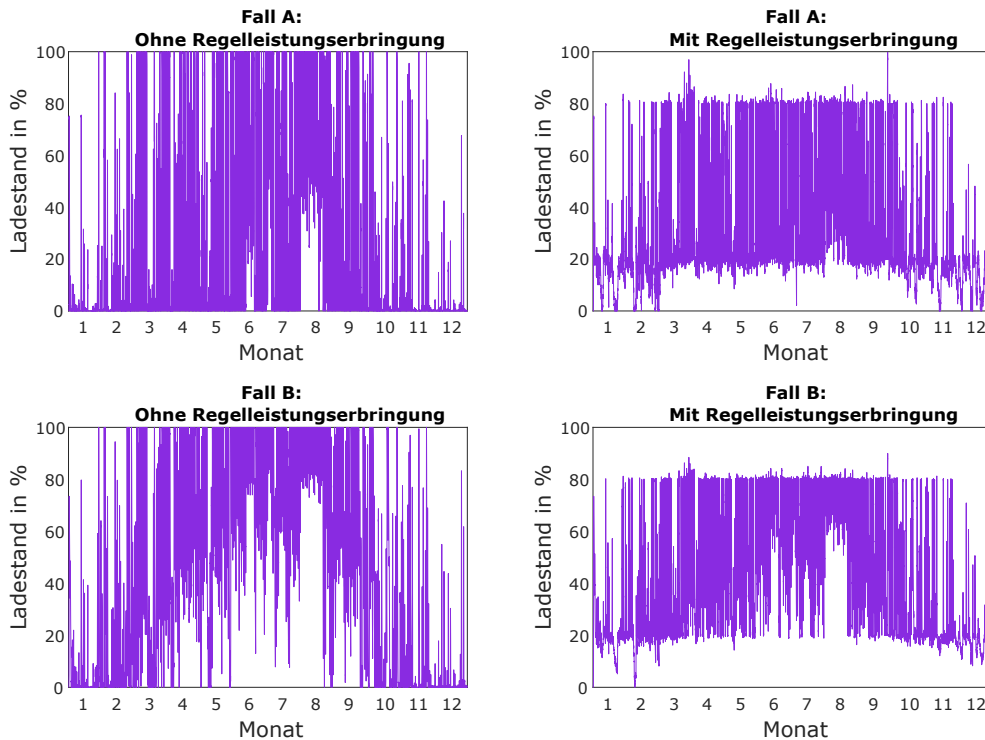 Fall A:
Ohne Regelleistungserbringung
Ladestand in %
100
80
60
40
20
0
1 2 3 4 5 6 7 8 9 10 11 12
Monat
Fall A:
Mit Regelleistungserbringung
Ladestand in %
100
80
60
40
20
0
1 2 3 4 5 6 7 8 9 10 11 12
Monat
Fall B:
Ohne Regelleistungserbringung
Ladestand in %
100
80
60
40
20
0
1 2 3 4 5 6 7 8 9 10 11 12
Monat
Fall B:
Mit Regelleistungserbringung
Ladestand in %
100
80
60
40
20
0
1 2 3 4 5 6 7 8 9 10 11 12
Monat